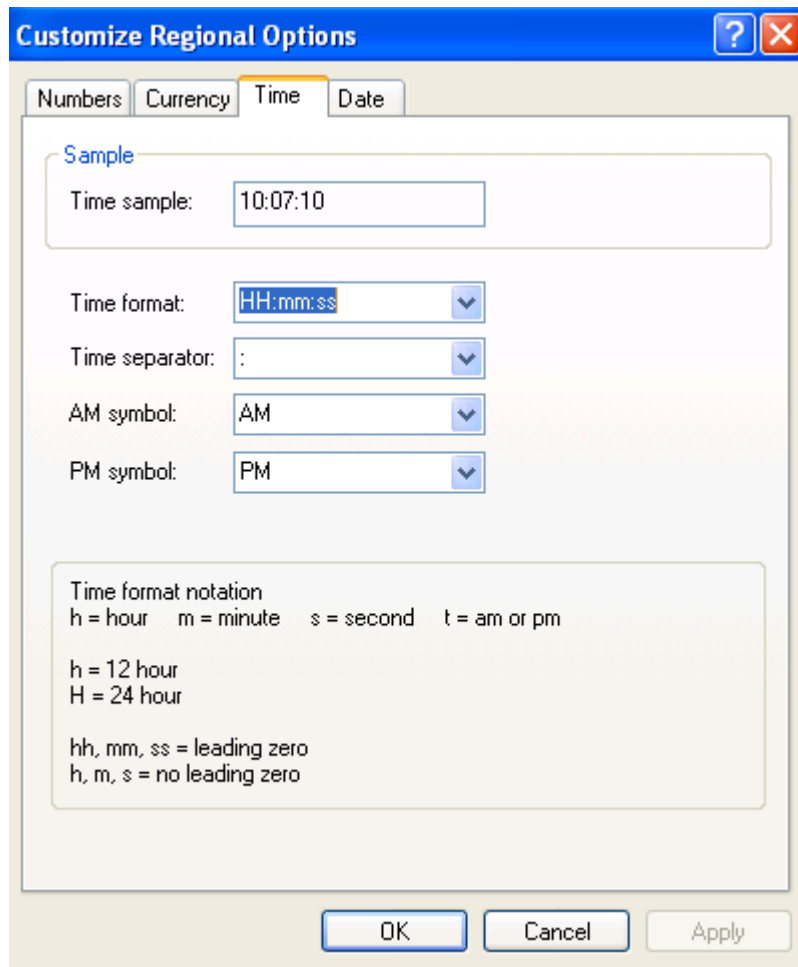 Customize Regional Options
Numbers Currency Time Date
Sample
Time sample: 10:07:10
Time format: HH:mm:ss
Time separator: :
AM symbol: AM
PM symbol: PM
Time format notation
h = hour m = minute s = second t = am or pm
h = 12 hour
H = 24 hour
hh, mm, ss = leading zero
h, m, s = no leading zero
OK Cancel Apply